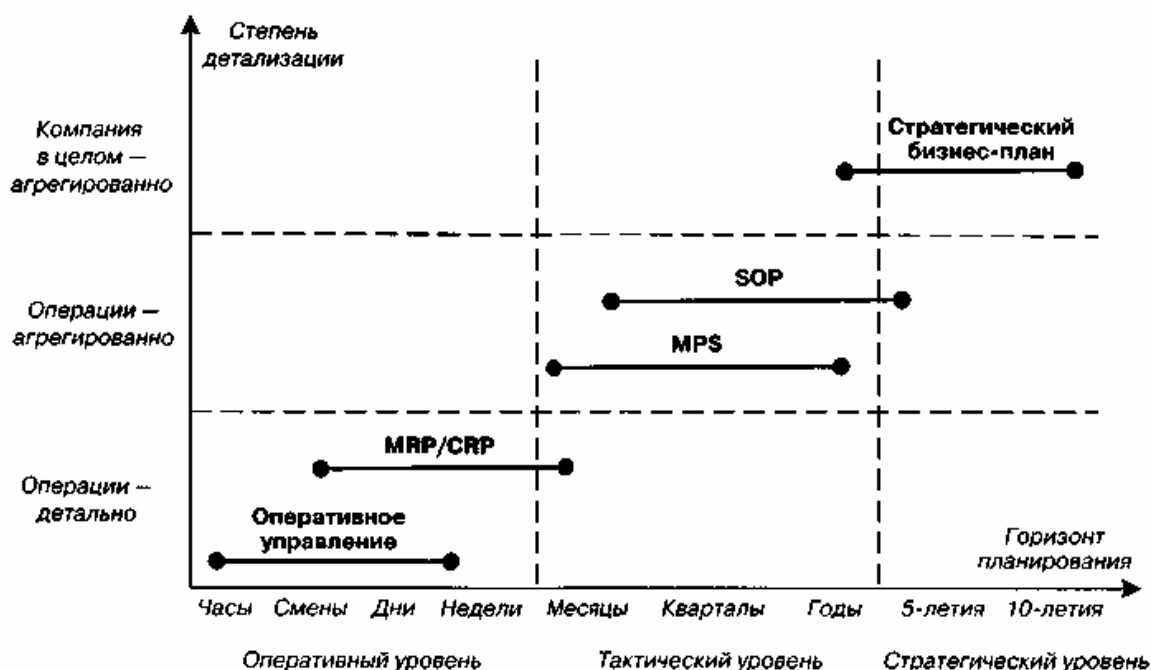 Степень
детализации
Компания
в целом –
агрегированно
Стратегический
бизнес-план
Операции –
агрегированно
SOP
MPS
MRP/CRP
Операции –
детально
Оперативное
управление
Горизонт
планирования
Часы Смены Дни Недели Месяцы Кварталы Годы 5-летия 10-летия
Оперативный уровень Тактический уровень Стратегический уровень